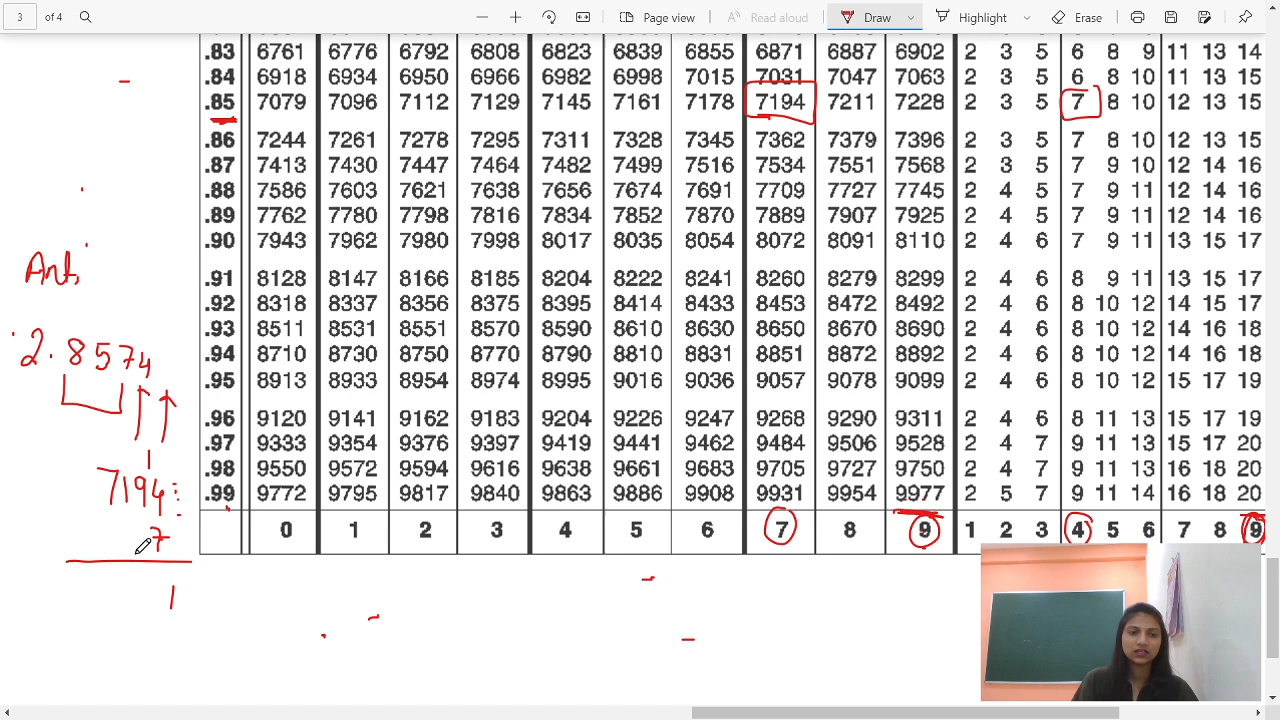 3 of 4 Page view Read aloud Draw Highlight Erase
.83 6761 6776 6792 6808 6823 6839 6855 6871 6887 6902 2 3 5 6 8 9 11 13 14
.84 6918 6934 6950 6966 6982 6998 7015 7031 7047 7063 2 3 5 6 8 10 11 13 15
.85 7079 7096 7112 7129 7145 7161 7178 7194 7211 7228 2 3 5 7 8 10 12 13 15
.86 7244 7261 7278 7295 7311 7328 7345 7362 7379 7396 2 3 5 7 8 10 12 13 15
.87 7413 7430 7447 7464 7482 7499 7516 7534 7551 7568 2 3 5 7 9 10 12 14 16
.88 7586 7603 7621 7638 7656 7674 7691 7709 7727 7745 2 4 5 7 9 11 12 14 16
.89 7762 7780 7798 7816 7834 7852 7870 7889 7907 7925 2 4 5 7 9 11 12 14 16
.90 7943 7962 7980 7998 8017 8035 8054 8072 8091 8110 2 4 6 7 9 11 13 15 17
.91 8128 8147 8166 8185 8204 8222 8241 8260 8279 8299 2 4 6 8 9 11 13 15 17
.92 8318 8337 8356 8375 8395 8414 8433 8453 8472 8492 2 4 6 8 10 12 14 15 17
.93 8511 8531 8551 8570 8590 8610 8630 8650 8670 8690 2 4 6 8 10 12 14 16 18
.94 8710 8730 8750 8770 8790 8810 8831 8851 8872 8892 2 4 6 8 10 12 14 16 18
.95 8913 8933 8954 8974 8995 9016 9036 9057 9078 9099 2 4 6 8 10 12 15 17 19
.96 9120 9141 9162 9183 9204 9226 9247 9268 9290 9311 2 4 6 8 11 13 15 17 19
.97 9333 9354 9376 9397 9419 9441 9462 9484 9506 9528 2 4 7 9 11 13 15 17 20
.98 9550 9572 9594 9616 9638 9661 9683 9705 9727 9750 2 4 7 9 11 13 16 18 20
.99 9772 9795 9817 9840 9863 9886 9908 9931 9954 9977 2 5 7 9 11 14 16 18 20
0 1 2 3 4 5 6 7 8 9 1 2 3 4 5 6 7 8 9
2.8574
1
7194
7
1